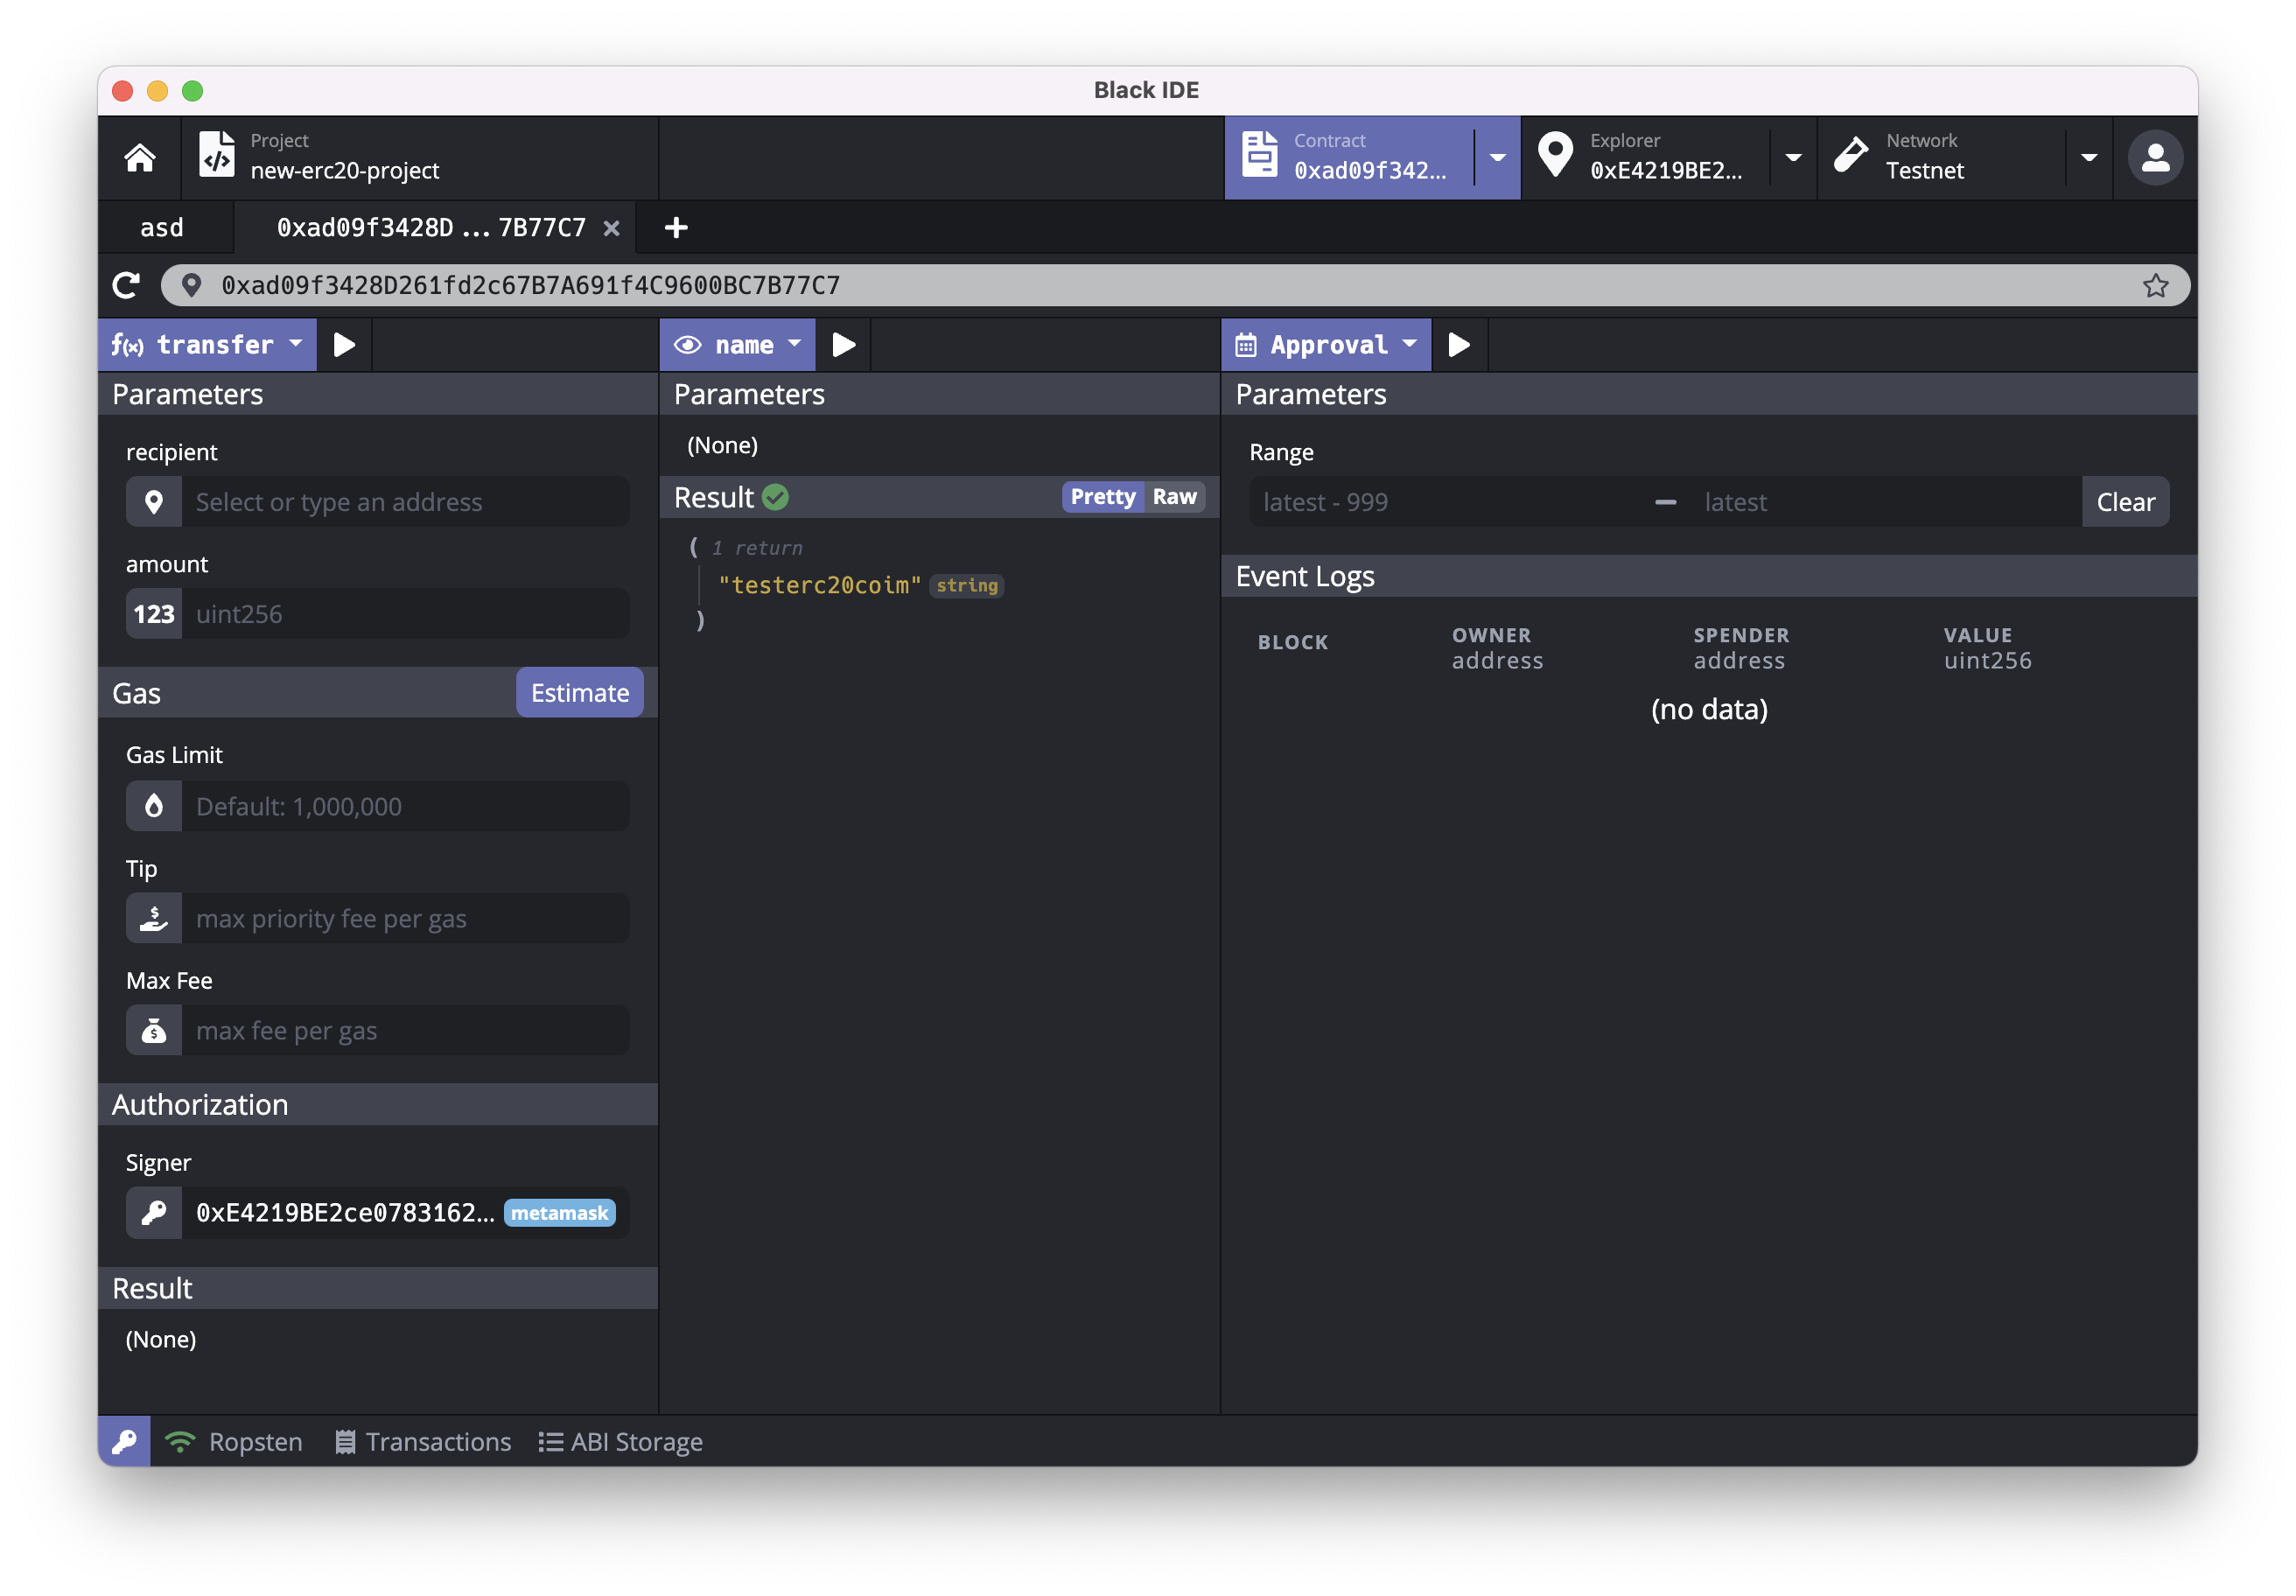 Black IDE
Project
new-erc20-project
Contract
0xad09f342...
Explorer
0xE4219BE2...
Network
Testnet
asd
0xad09f3428D ... 7B77C7
0xad09f3428D261fd2c67B7A691f4C9600BC7B77C7
f(x) transfer
name
Approval
Parameters
recipient
Select or type an address
amount
123 uint256
Gas
Estimate
Gas Limit
Default: 1,000,000
Tip
max priority fee per gas
Max Fee
max fee per gas
Authorization
Signer
0xE4219BE2ce0783162... metamask
Result
(None)
Parameters
(None)
Result
Pretty Raw
( 1 return
"testerc20coim" string
)
Parameters
Range
latest - 999 — latest
Clear
Event Logs
BLOCK
OWNER
address
SPENDER
address
VALUE
uint256
(no data)
Ropsten
Transactions
ABI Storage